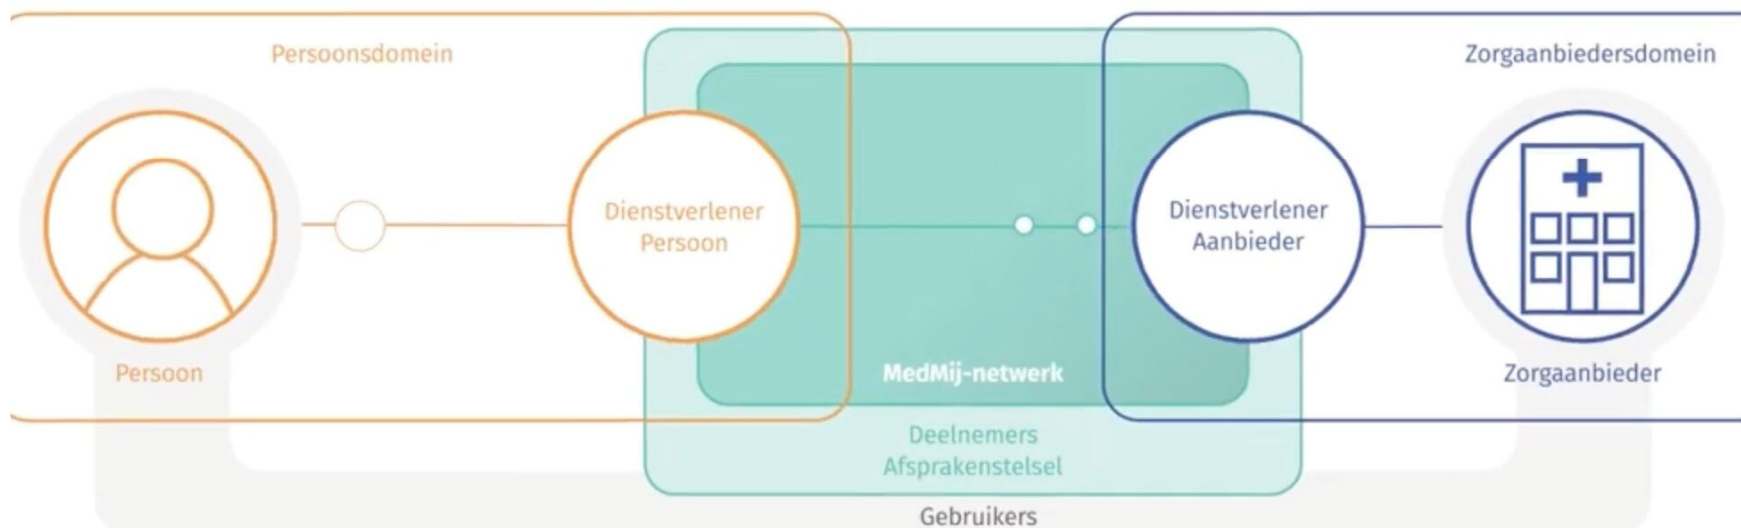 Persoonsdomein
Zorgaanbiedersdomein
Dienstverlener
Persoon
Dienstverlener
Aanbieder
Persoon
MedMij-netwerk
Zorgaanbieder
Deelnemers
Afsprakenstelsel
Gebruikers